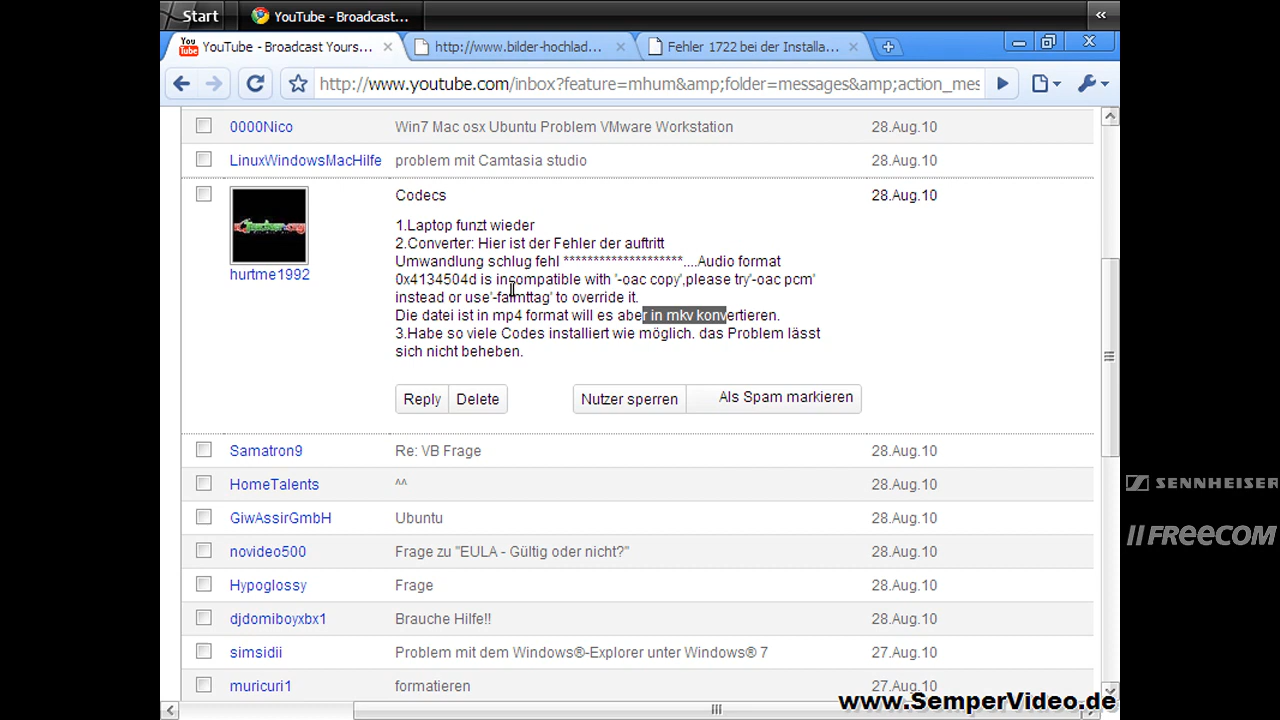 Start
YouTube - Broadcast...
«
YouTube - Broadcast Yours...
http://www.bilder-hochlad...
Fehler 1722 bei der Installa...
http://www.youtube.com/inbox?feature=mhum&amp;folder=messages&amp;action_mes
0000Nico
Win7 Mac osx Ubuntu Problem VMware Workstation
28.Aug.10
LinuxWindowsMacHilfe
problem mit Camtasia studio
28.Aug.10
Codecs
28.Aug.10
hurtme1992
1.Laptop funzt wieder
2.Converter: Hier ist der Fehler der auftritt
Umwandlung schlug fehl ********************....Audio format
0x4134504d is incompatible with '-oac copy',please try'-oac pcm'
instead or use'-fafmttag' to override it.
Die datei ist in mp4 format will es aber in mkv konvertieren.
3.Habe so viele Codes installiert wie möglich. das Problem lässt
sich nicht beheben.
Reply
Delete
Nutzer sperren
Als Spam markieren
Samatron9
Re: VB Frage
28.Aug.10
HomeTalents
^^
28.Aug.10
GiwAssirGmbH
Ubuntu
28.Aug.10
novideo500
Frage zu "EULA - Gültig oder nicht?"
28.Aug.10
Hypoglossy
Frage
28.Aug.10
djdomiboyxbx1
Brauche Hilfe!!
28.Aug.10
simsidii
Problem mit dem Windows®-Explorer unter Windows® 7
27.Aug.10
muricuri1
formatieren
27.Aug.10
SENNHEISER
FREECOM
www.SemperVideo.de